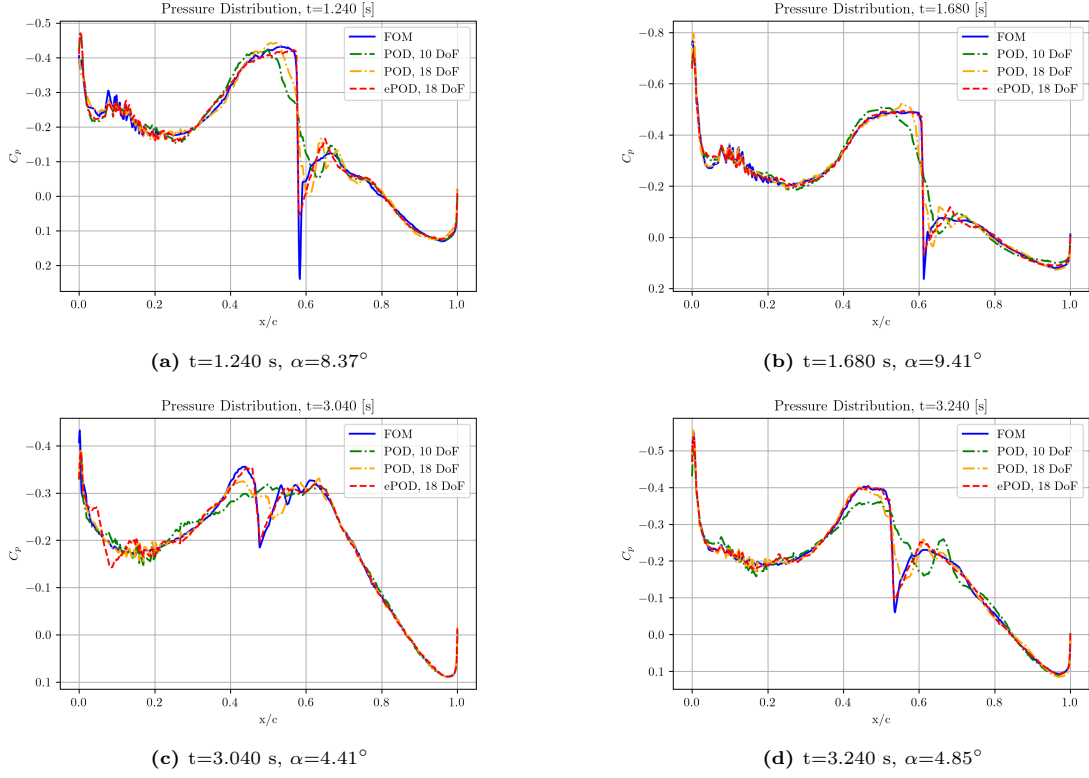 Pressure Distribution, t=1.240 [s]
−0.5
−0.4
−0.3
−0.2
−0.1
0.0
0.1
0.2
C_p
0.0 0.2 0.4 0.6 0.8 1.0
x/c
FOM
POD, 10 DoF
POD, 18 DoF
ePOD, 18 DoF
(a) t=1.240 s, α=8.37°
Pressure Distribution, t=1.680 [s]
−0.8
−0.6
−0.4
−0.2
0.0
0.2
C_p
0.0 0.2 0.4 0.6 0.8 1.0
x/c
FOM
POD, 10 DoF
POD, 18 DoF
ePOD, 18 DoF
(b) t=1.680 s, α=9.41°
Pressure Distribution, t=3.040 [s]
−0.4
−0.3
−0.2
−0.1
0.0
0.1
C_p
0.0 0.2 0.4 0.6 0.8 1.0
x/c
FOM
POD, 10 DoF
POD, 18 DoF
ePOD, 18 DoF
(c) t=3.040 s, α=4.41°
Pressure Distribution, t=3.240 [s]
−0.5
−0.4
−0.3
−0.2
−0.1
0.0
0.1
C_p
0.0 0.2 0.4 0.6 0.8 1.0
x/c
FOM
POD, 10 DoF
POD, 18 DoF
ePOD, 18 DoF
(d) t=3.240 s, α=4.85°